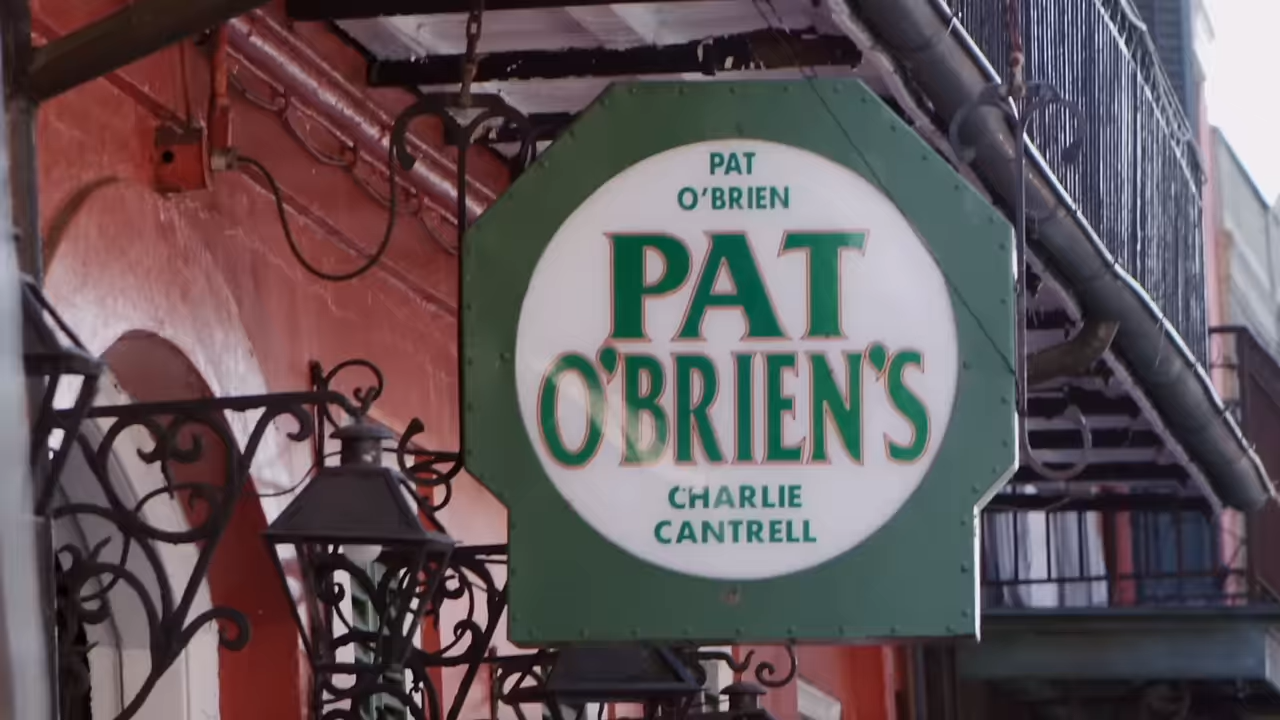 PAT
O'BRIEN
PAT
O'BRIEN'S
CHARLIE
CANTRELL